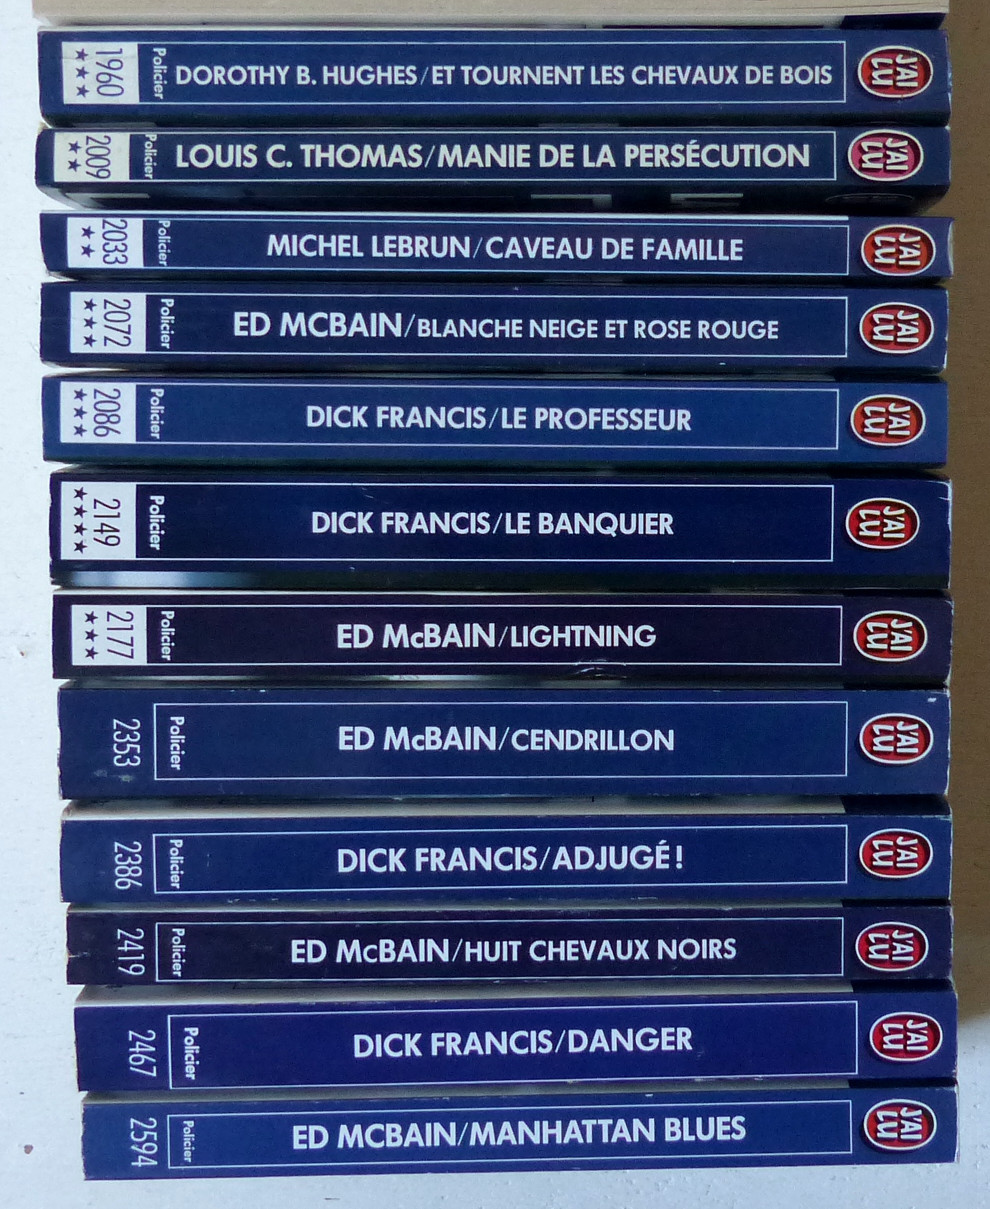 1960 ★★★ Policier DOROTHY B. HUGHES/ET TOURNENT LES CHEVAUX DE BOIS J'AI LU
2009 ★★ Policier LOUIS C. THOMAS/MANIE DE LA PERSÉCUTION J'AI LU
2033 ★★ Policier MICHEL LEBRUN/CAVEAU DE FAMILLE J'AI LU
2072 ★★★ Policier ED MCBAIN/BLANCHE NEIGE ET ROSE ROUGE J'AI LU
2086 ★★★ Policier DICK FRANCIS/LE PROFESSEUR J'AI LU
2149 ★★★★ Policier DICK FRANCIS/LE BANQUIER J'AI LU
2177 ★★★ Policier ED McBAIN/LIGHTNING J'AI LU
2353 Policier ED McBAIN/CENDRILLON J'AI LU
2386 Policier DICK FRANCIS/ADJUGÉ! J'AI LU
2419 Policier ED McBAIN/HUIT CHEVAUX NOIRS J'AI LU
2467 Policier DICK FRANCIS/DANGER J'AI LU
2594 Policier ED MCBAIN/MANHATTAN BLUES J'AI LU